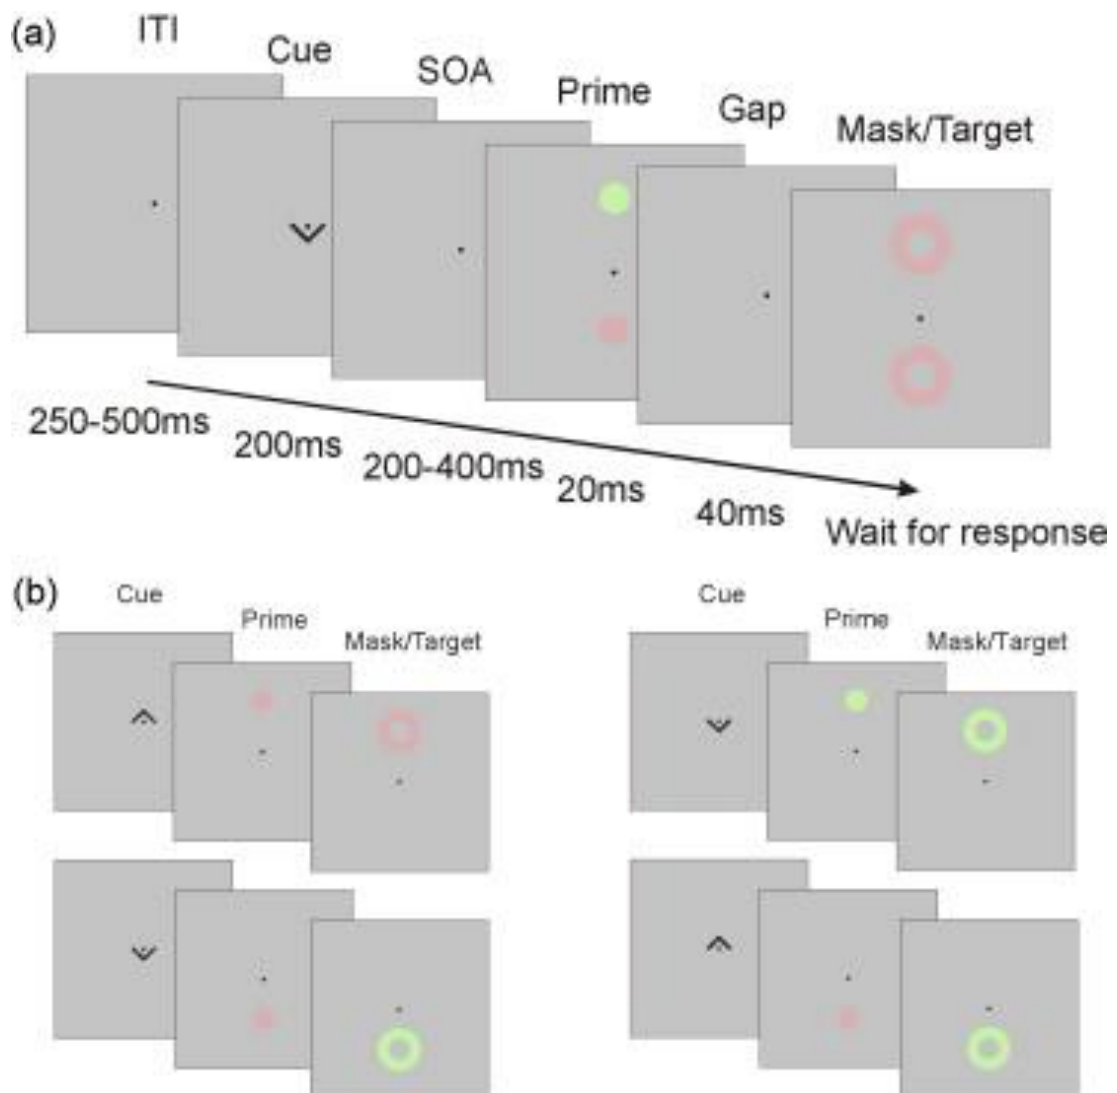 (a)
ITI
Cue
SOA
Prime
Gap
Mask/Target
250-500ms
200ms
200-400ms
20ms
40ms
Wait for response
(b)
Cue
Prime
Mask/Target
Cue
Prime
Mask/Target